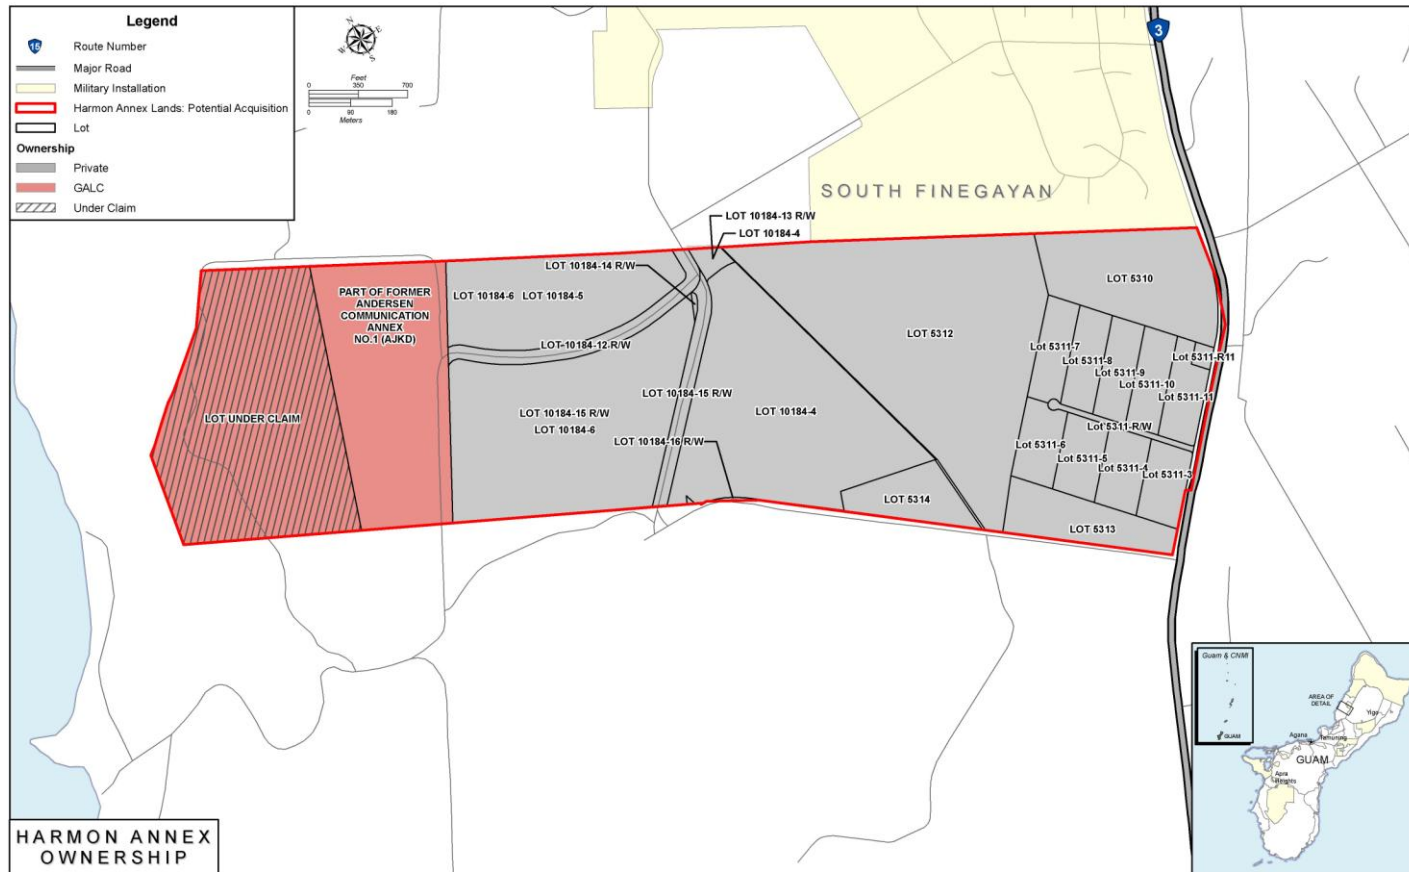 Legend
15
Route Number
Major Road
Military Installation
Harmon Annex Lands: Potential Acquisition
Lot
Ownership
Private
GALC
Under Claim
N
E
S
W
Feet
0 350 700
0 90 180
Meters
3
SOUTH FINEGAYAN
LOT 10184-13 R/W
LOT 10184-4
LOT 10184-14 R/W
LOT 5310
PART OF FORMER
ANDERSEN
COMMUNICATION
ANNEX
NO.1 (AJKD)
LOT 10184-6
LOT 10184-5
LOT 5312
LOT 10184-12 R/W
Lot 5311-7
Lot 5311-8
Lot 5311-9
Lot 5311-10
Lot 5311-11
Lot 5311-R11
LOT UNDER CLAIM
LOT 10184-15 R/W
LOT 10184-6
LOT 10184-15 R/W
LOT 10184-4
Lot 5311-R/W
LOT 10184-16 R/W
Lot 5311-6
Lot 5311-5
Lot 5311-4
Lot 5311-3
LOT 5314
LOT 5313
Guam & CNMI
GUAM
AREA OF
DETAIL
Yigo
Agana
Tamuning
GUAM
Apra
Heights
HARMON ANNEX
OWNERSHIP